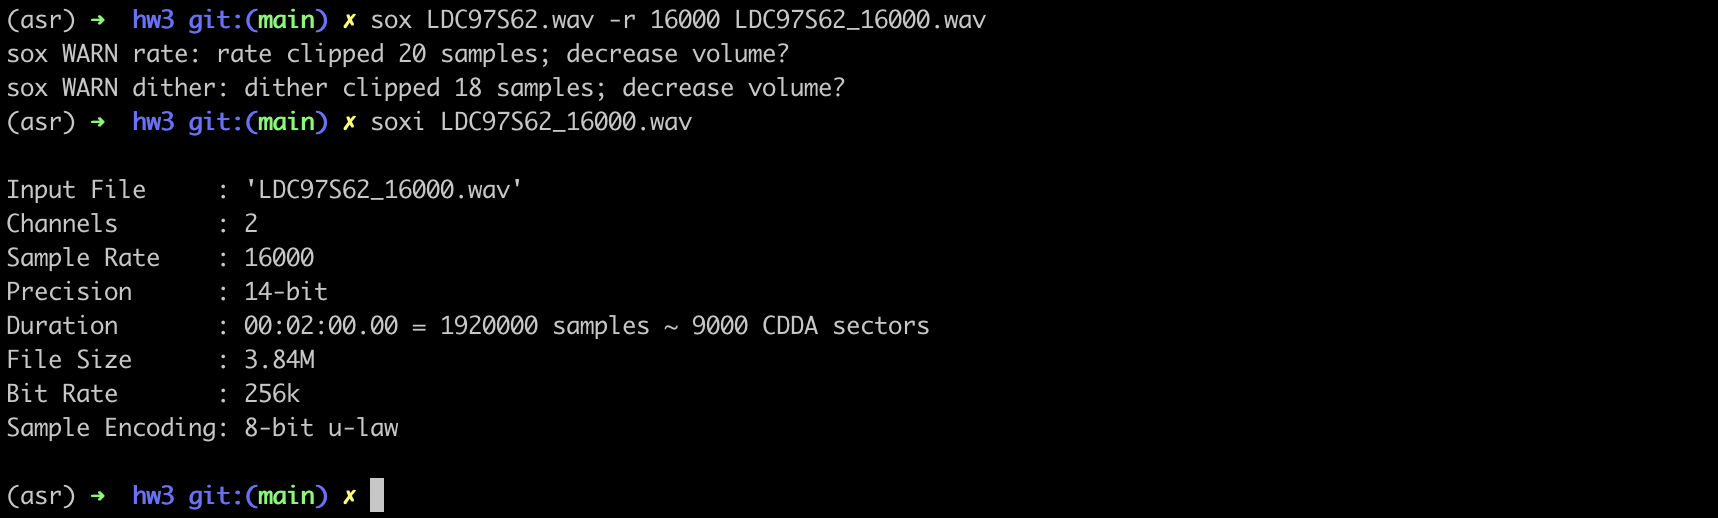 (asr) ➜  hw3 git:(main) ✗ sox LDC97S62.wav -r 16000 LDC97S62_16000.wav
sox WARN rate: rate clipped 20 samples; decrease volume?
sox WARN dither: dither clipped 18 samples; decrease volume?
(asr) ➜  hw3 git:(main) ✗ soxi LDC97S62_16000.wav
Input File     : 'LDC97S62_16000.wav'
Channels       : 2
Sample Rate    : 16000
Precision      : 14-bit
Duration       : 00:02:00.00 = 1920000 samples ~ 9000 CDDA sectors
File Size      : 3.84M
Bit Rate       : 256k
Sample Encoding: 8-bit u-law
(asr) ➜  hw3 git:(main) ✗